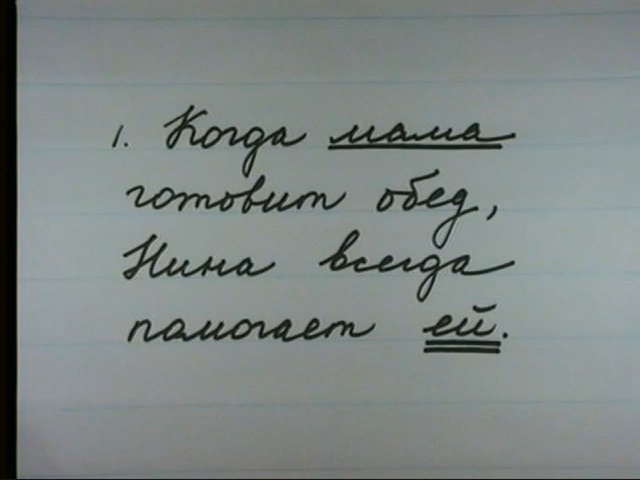 1. Когда мама
готовит обед,
Нина всегда
помогает ей.